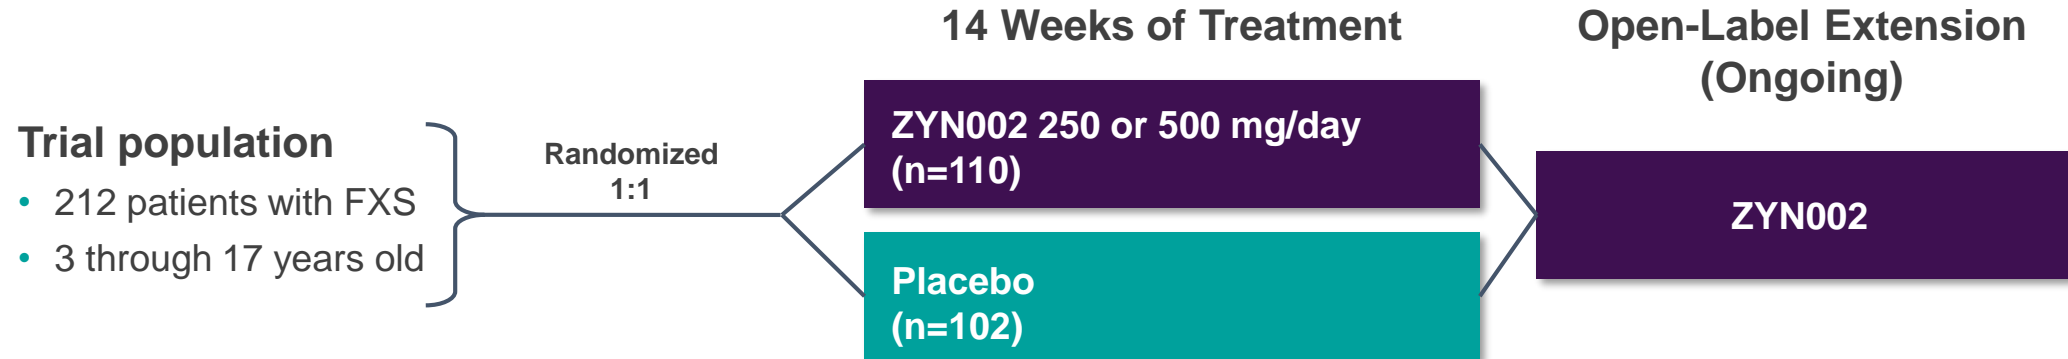 Trial population
• 212 patients with FXS
• 3 through 17 years old
Randomized
1:1
14 Weeks of Treatment
ZYN002 250 or 500 mg/day
(n=110)
Placebo
(n=102)
Open-Label Extension
(Ongoing)
ZYN002